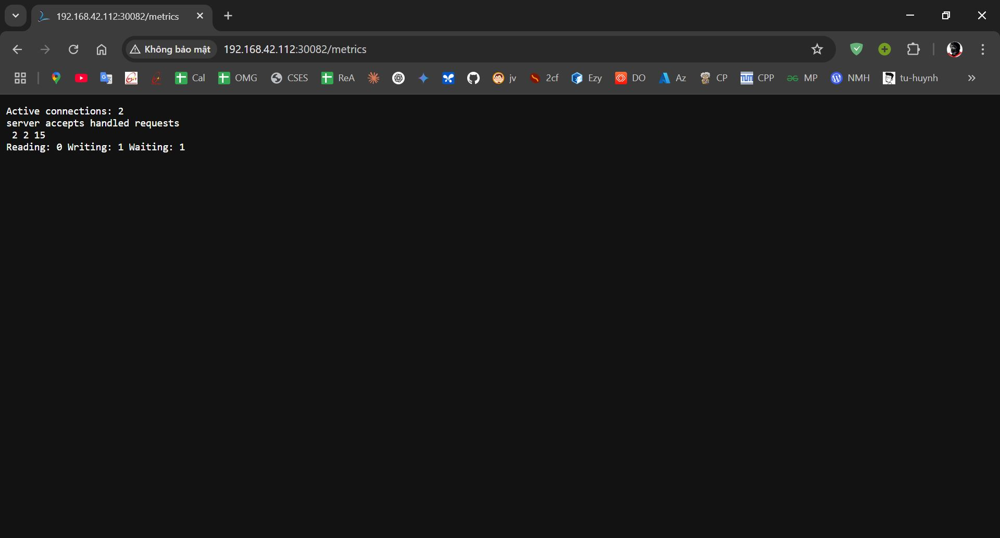 192.168.42.112:30082/metrics
Không bảo mật 192.168.42.112:30082/metrics
Cal OMG CSES ReA jv 2cf Ezy DO Az CP CPP MP NMH tu-huynh
Active connections: 2
server accepts handled requests
2 2 15
Reading: 0 Writing: 1 Waiting: 1